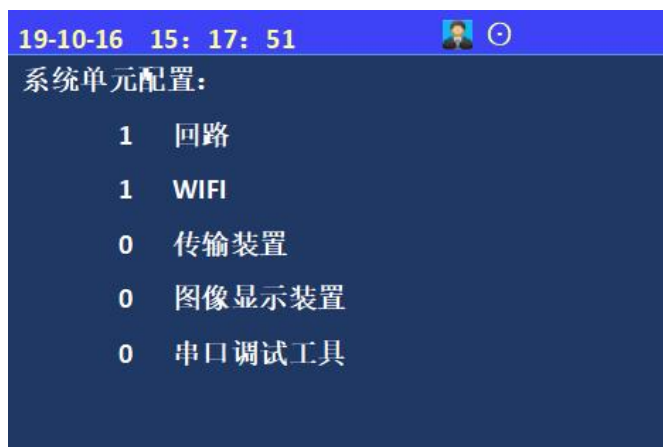 19-10-16 15：17：51
系统单元配置：
1 回路
1 WIFI
0 传输装置
0 图像显示装置
0 串口调试工具